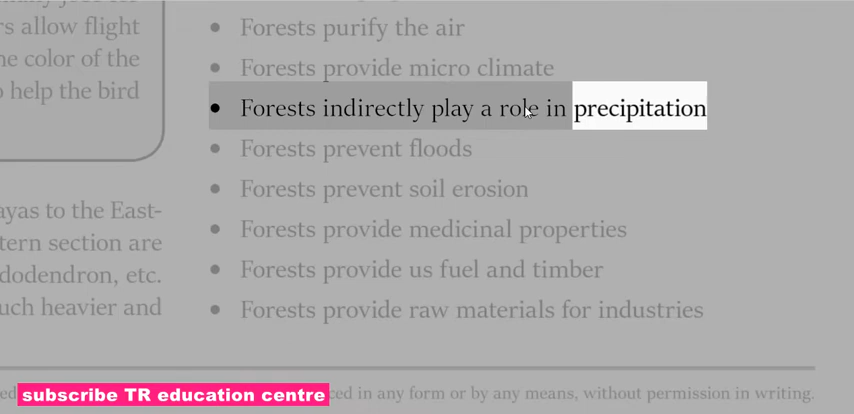 rs allow flight
he color of the
help the bird
Forests purify the air
Forests provide micro climate
Forests indirectly play a role in precipitation
Forests prevent floods
Forests prevent soil erosion
Forests provide medicinal properties
Forests provide us fuel and timber
Forests provide raw materials for industries
ayas to the East-
tern section are
dodendron, etc.
uch heavier and
subscribe TR education centre
ced in any form or by any means, without permission in writing.